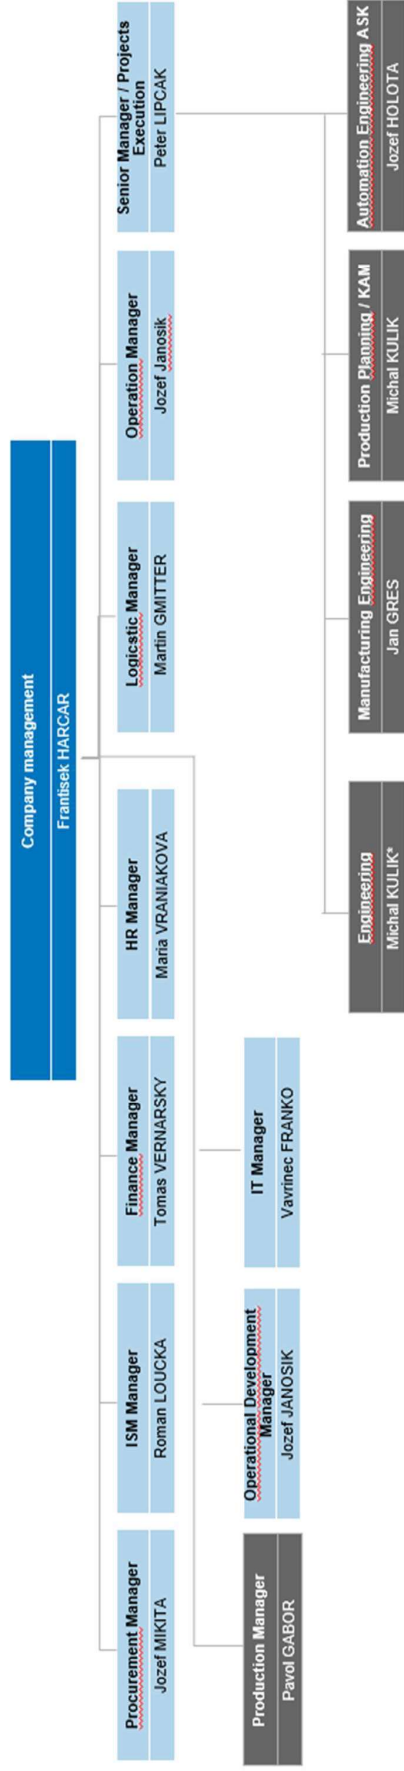 Company management
Frantisek HARCAR
Procurement Manager
Jozef MIKITA
ISM Manager
Roman LOUCKA
Finance Manager
Tomas VERNARSKY
HR Manager
Maria VRANIAKOVA
Logicstic Manager
Martin GMITTER
Operation Manager
Jozef Janosik
Senior Manager / Projects
Execution
Peter LIPCAK
Production Manager
Pavol GABOR
Operational Development
Manager
Jozef JANOSIK
IT Manager
Vavrinec FRANKO
Engineering
Michal KULIK*
Manufacturing Engineering
Jan GRES
Production Planning / KAM
Michal KULIK
Automation Engineering ASK
Jozef HOLOTA